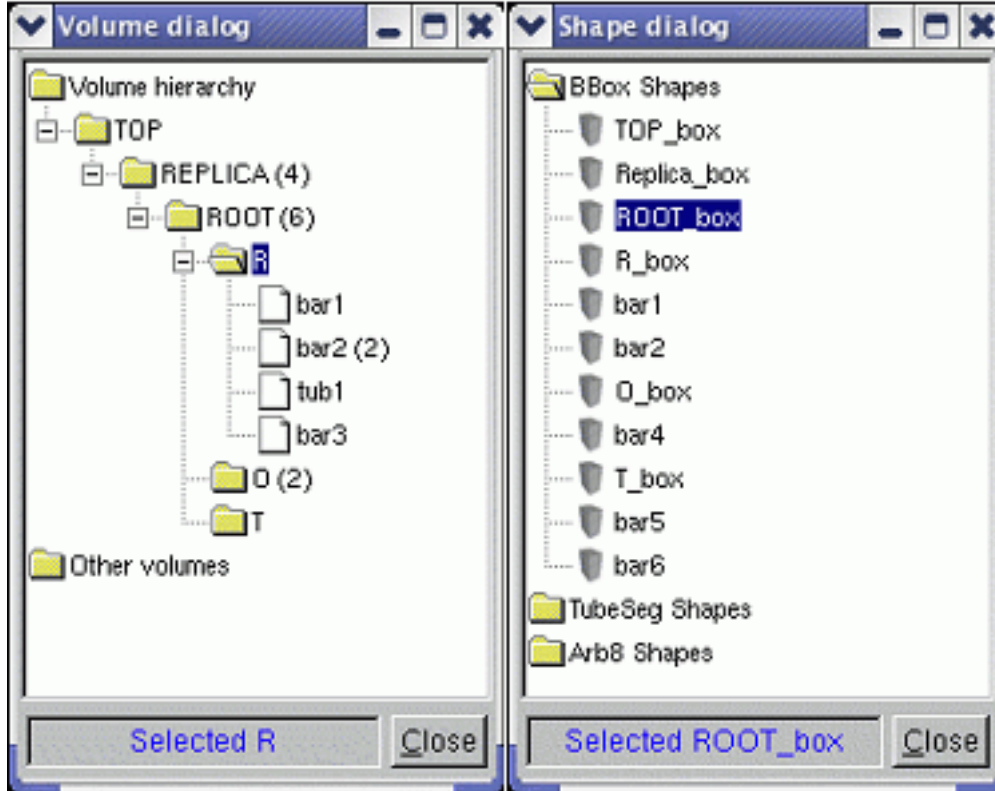 Volume dialog
Volume hierarchy
TOP
REPLICA (4)
ROOT (6)
R
bar1
bar2 (2)
tub1
bar3
O (2)
T
Other volumes
Selected R
Close
Shape dialog
BBox Shapes
TOP_box
Replica_box
ROOT_box
R_box
bar1
bar2
O_box
bar4
T_box
bar5
bar6
TubeSeg Shapes
Arb8 Shapes
Selected ROOT_box
Close